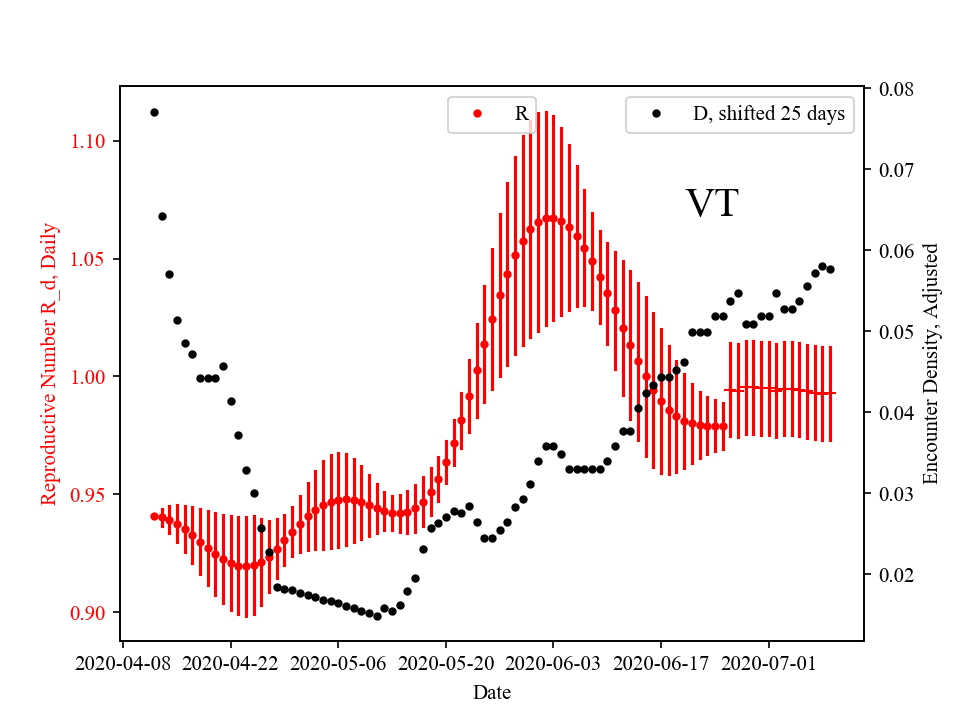 R
D, shifted 25 days
VT
Reproductive Number R_d, Daily
1.10
1.05
1.00
0.95
0.90
0.08
0.07
0.06
0.05
0.04
0.03
0.02
Encounter Density, Adjusted
2020-04-08 2020-04-22 2020-05-06 2020-05-20 2020-06-03 2020-06-17 2020-07-01
Date